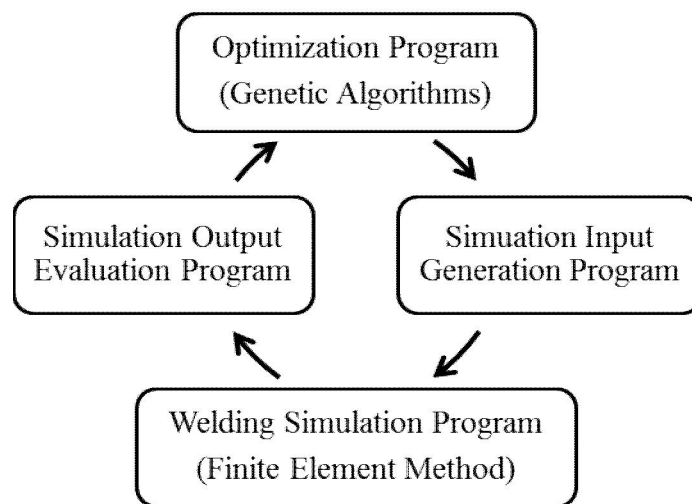 Optimization Program
(Genetic Algorithms)
Simulation Output
Evaluation Program
Simuation Input
Generation Program
Welding Simulation Program
(Finite Element Method)